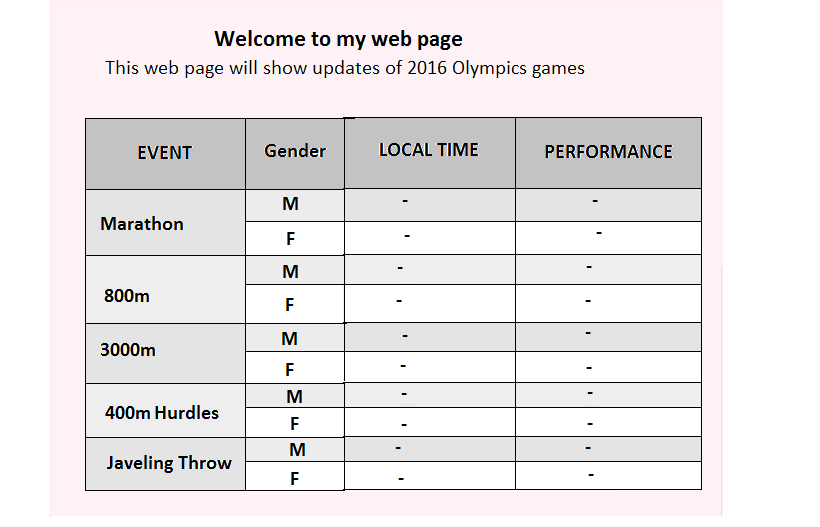 Welcome to my web page
This web page will show updates of 2016 Olympics games
EVENT Gender LOCAL TIME PERFORMANCE
Marathon M - -
F - -
800m M - -
F - -
3000m M - -
F - -
400m Hurdles M - -
F - -
Javeling Throw M - -
F - -